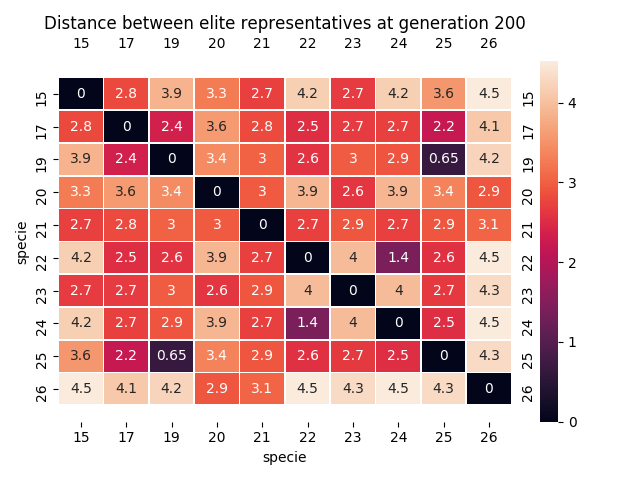 Distance between elite representatives at generation 200
15 17 19 20 21 22 23 24 25 26
15 0 2.8 3.9 3.3 2.7 4.2 2.7 4.2 3.6 4.5 15
17 2.8 0 2.4 3.6 2.8 2.5 2.7 2.7 2.2 4.1 17
19 3.9 2.4 0 3.4 3 2.6 3 2.9 0.65 4.2 19
20 3.3 3.6 3.4 0 3 3.9 2.6 3.9 3.4 2.9 20
21 2.7 2.8 3 3 0 2.7 2.9 2.7 2.9 3.1 21
22 4.2 2.5 2.6 3.9 2.7 0 4 1.4 2.6 4.5 22
23 2.7 2.7 3 2.6 2.9 4 0 4 2.7 4.3 23
24 4.2 2.7 2.9 3.9 2.7 1.4 4 0 2.5 4.5 24
25 3.6 2.2 0.65 3.4 2.9 2.6 2.7 2.5 0 4.3 25
26 4.5 4.1 4.2 2.9 3.1 4.5 4.3 4.5 4.3 0 26
15 17 19 20 21 22 23 24 25 26
specie
specie
4
3
2
1
0